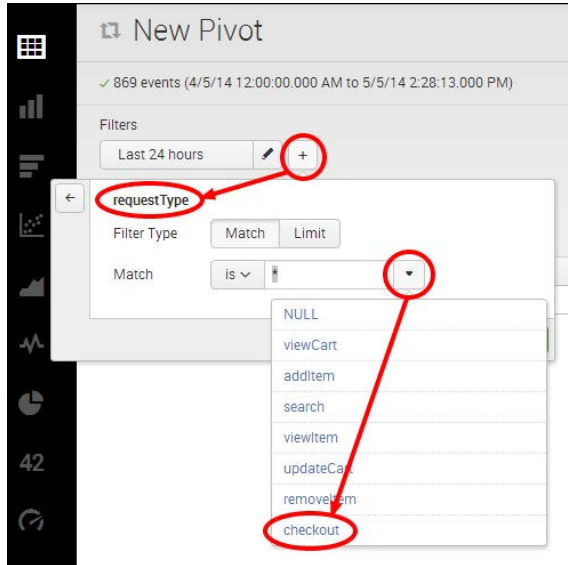 New Pivot
✓ 869 events (4/5/14 12:00:00.000 AM to 5/5/14 2:28:13.000 PM)
Filters
Last 24 hours +
requestType
Filter Type Match Limit
Match is *
NULL
viewCart
addItem
search
viewItem
updateCart
removeItem
checkout
42